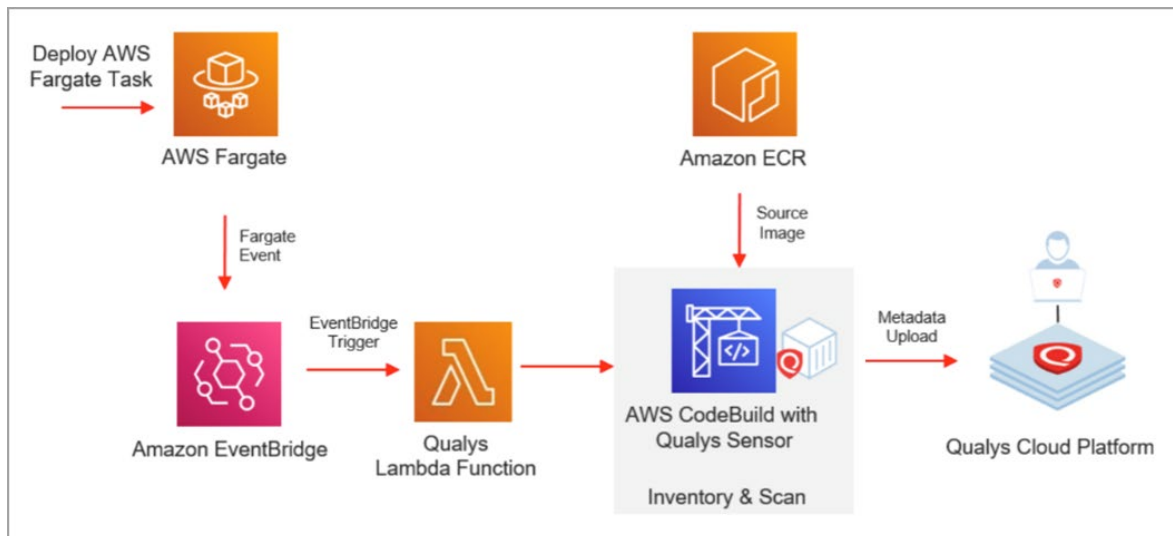 Deploy AWS
Fargate Task
AWS Fargate
Amazon ECR
Fargate
Event
Source
Image
EventBridge
Trigger
Metadata
Upload
Amazon EventBridge
Qualys
Lambda Function
</>
AWS CodeBuild with
Qualys Sensor
Inventory & Scan
Qualys Cloud Platform